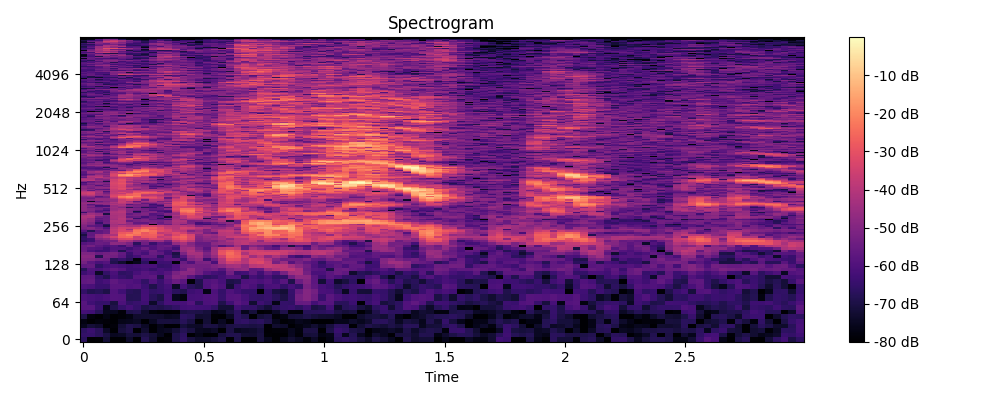 Spectrogram
Hz
4096
2048
1024
512
256
128
64
0
0
0.5
1
1.5
2
2.5
Time
-10 dB
-20 dB
-30 dB
-40 dB
-50 dB
-60 dB
-70 dB
-80 dB